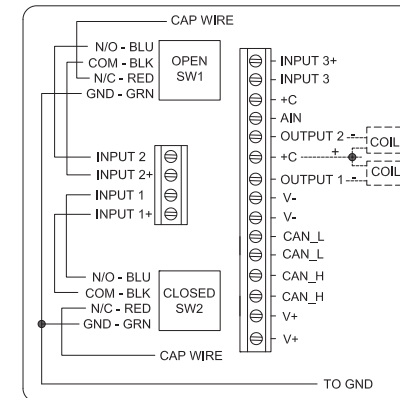 CAP WIRE
N/O - BLU
COM - BLK
N/C - RED
GND - GRN
OPEN
SW1
INPUT 2
INPUT 2+
INPUT 1
INPUT 1+
N/O - BLU
COM - BLK
N/C - RED
GND - GRN
CLOSED
SW2
CAP WIRE
TO GND
INPUT 3+
INPUT 3
+C
AIN
OUTPUT 2 -
+C +
OUTPUT 1 -
V-
V-
CAN_L
CAN_L
CAN_H
CAN_H
V+
V+
COIL
COIL